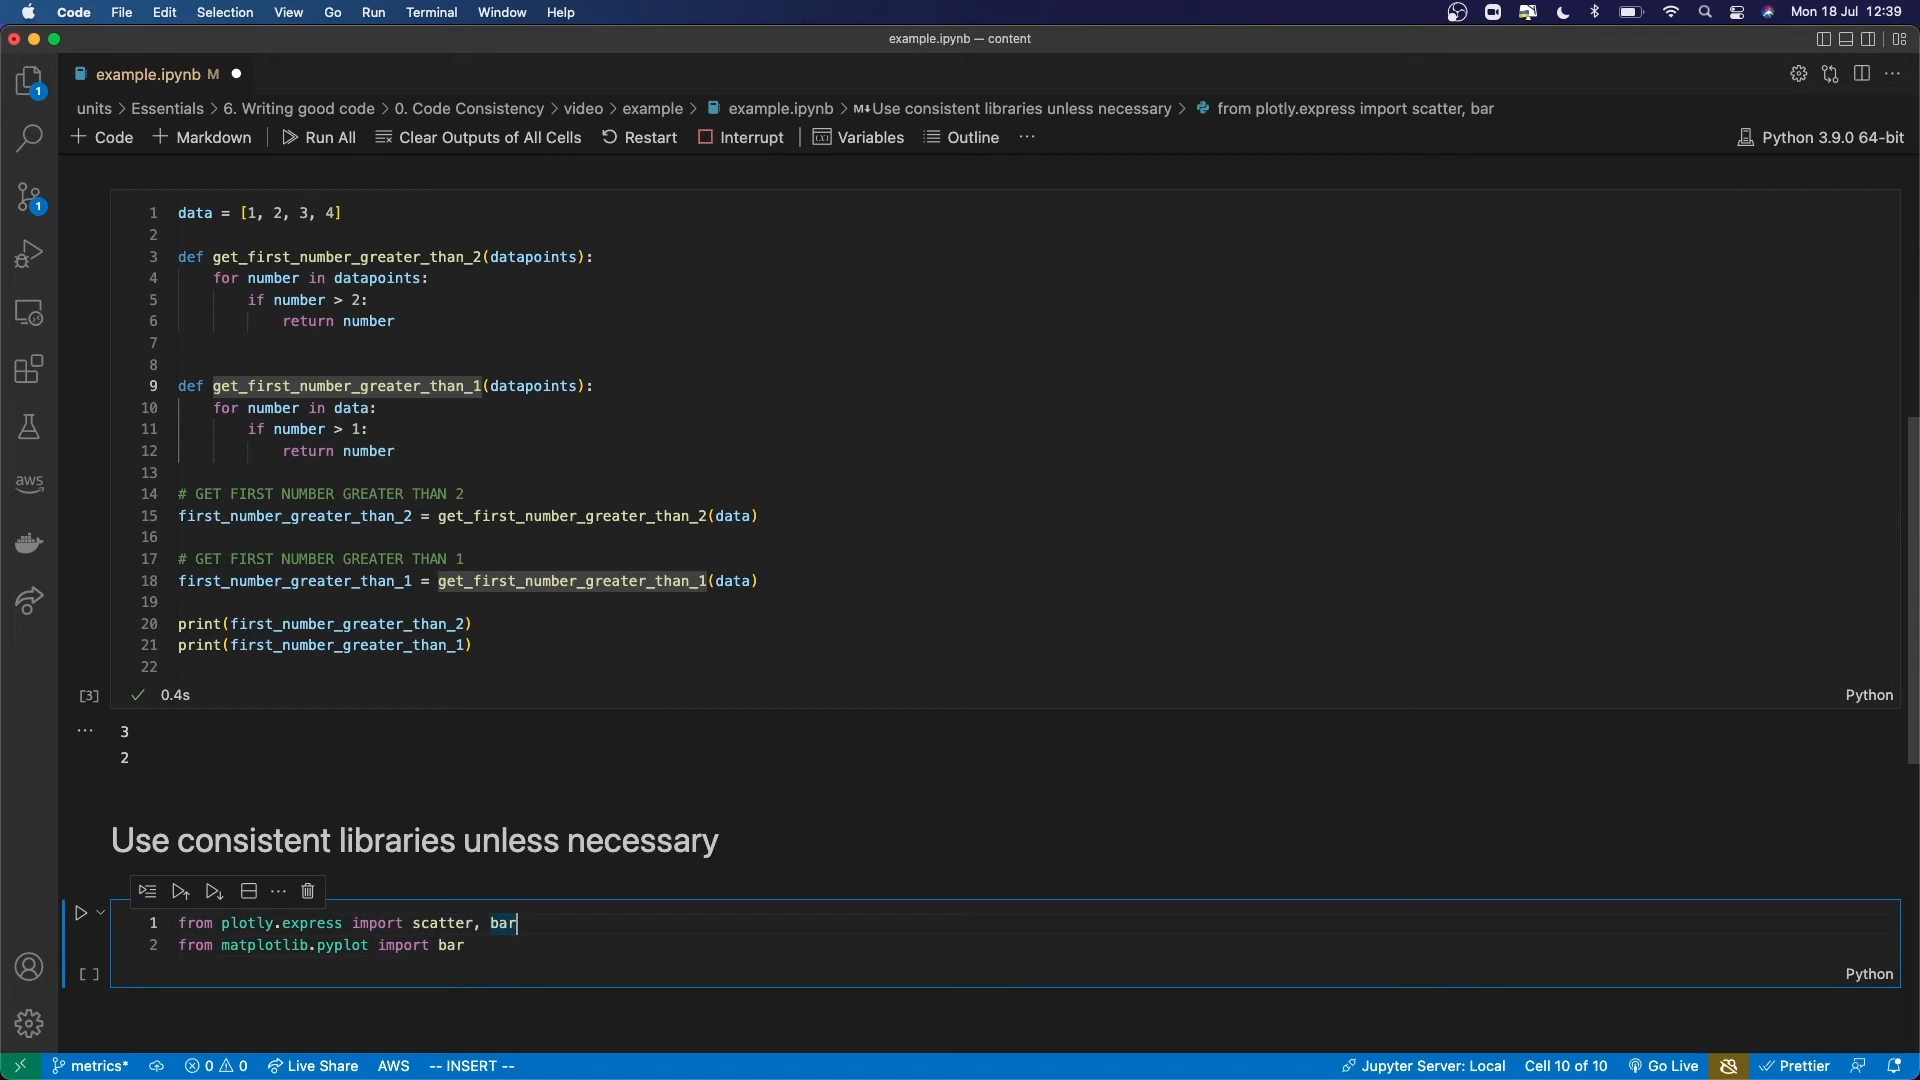 Code File Edit Selection View Go Run Terminal Window Help Mon 18 Jul 12:39
example.ipynb — content
example.ipynb M
units > Essentials > 6. Writing good code > 0. Code Consistency > video > example > example.ipynb > M↓Use consistent libraries unless necessary > from plotly.express import scatter, bar
+ Code + Markdown Run All Clear Outputs of All Cells Restart Interrupt Variables Outline ··· Python 3.9.0 64-bit
1 data = [1, 2, 3, 4]
2
3 def get_first_number_greater_than_2(datapoints):
4 for number in datapoints:
5 if number > 2:
6 return number
7
8
9 def get_first_number_greater_than_1(datapoints):
10 for number in data:
11 if number > 1:
12 return number
13
14 # GET FIRST NUMBER GREATER THAN 2
15 first_number_greater_than_2 = get_first_number_greater_than_2(data)
16
17 # GET FIRST NUMBER GREATER THAN 1
18 first_number_greater_than_1 = get_first_number_greater_than_1(data)
19
20 print(first_number_greater_than_2)
21 print(first_number_greater_than_1)
22
[3] ✓ 0.4s Python
··· 3
2
Use consistent libraries unless necessary
1 from plotly.express import scatter, bar
2 from matplotlib.pyplot import bar
[ ] Python
1
1
aws
metrics* 0 0 Live Share AWS -- INSERT -- Jupyter Server: Local Cell 10 of 10 Go Live Prettier